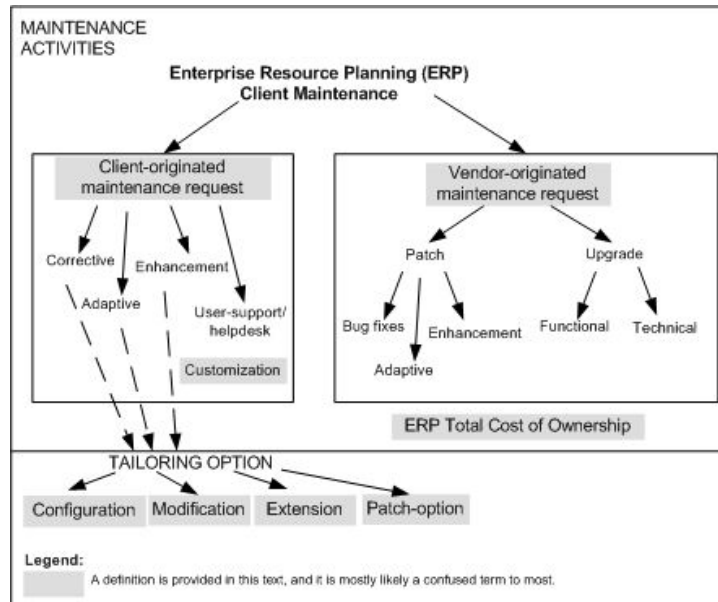 MAINTENANCE
ACTIVITIES
Enterprise Resource Planning (ERP)
Client Maintenance
Client-originated
maintenance request
Vendor-originated
maintenance request
Corrective
Enhancement
Adaptive
User-support/
helpdesk
Customization
Patch
Upgrade
Bug fixes
Enhancement
Adaptive
Functional
Technical
ERP Total Cost of Ownership
TAILORING OPTION
Configuration
Modification
Extension
Patch-option
Legend:
A definition is provided in this text, and it is mostly likely a confused term to most.